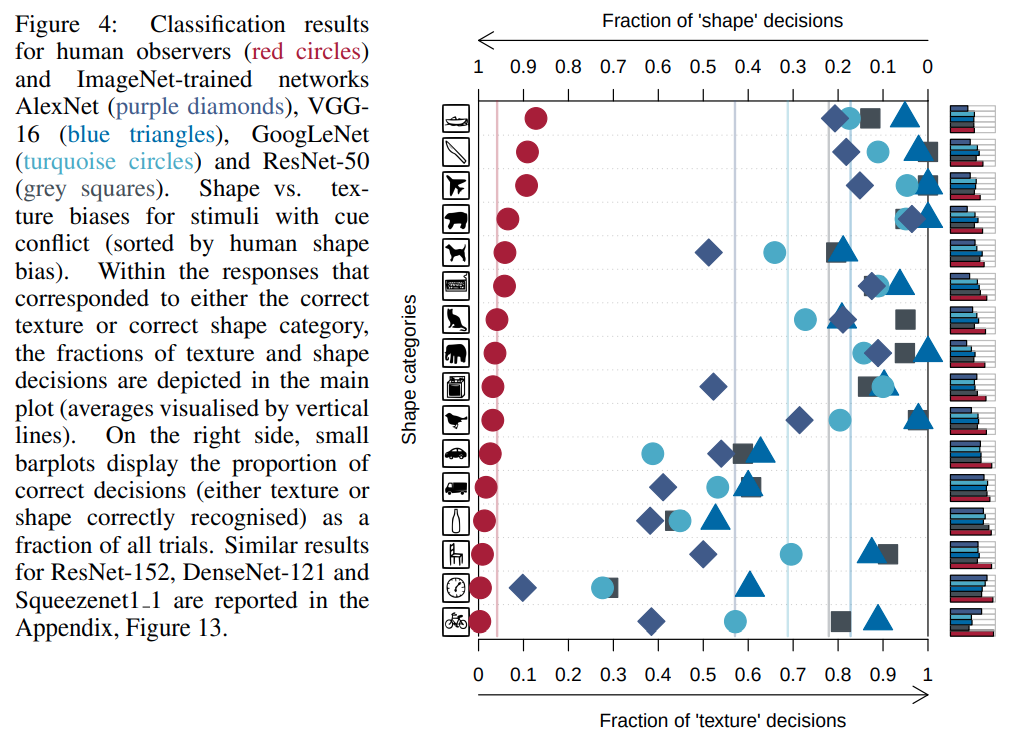 Figure 4: Classification results
for human observers (red circles)
and ImageNet-trained networks
AlexNet (purple diamonds), VGG-
16 (blue triangles), GoogLeNet
(turquoise circles) and ResNet-50
(grey squares). Shape vs. tex-
ture biases for stimuli with cue
conflict (sorted by human shape
bias). Within the responses that
corresponded to either the correct
texture or correct shape category,
the fractions of texture and shape
decisions are depicted in the main
plot (averages visualised by vertical
lines). On the right side, small
barplots display the proportion of
correct decisions (either texture or
shape correctly recognised) as a
fraction of all trials. Similar results
for ResNet-152, DenseNet-121 and
Squeezenet1_1 are reported in the
Appendix, Figure 13.
Fraction of 'shape' decisions
1 0.9 0.8 0.7 0.6 0.5 0.4 0.3 0.2 0.1 0
Shape categories
0 0.1 0.2 0.3 0.4 0.5 0.6 0.7 0.8 0.9 1
Fraction of 'texture' decisions